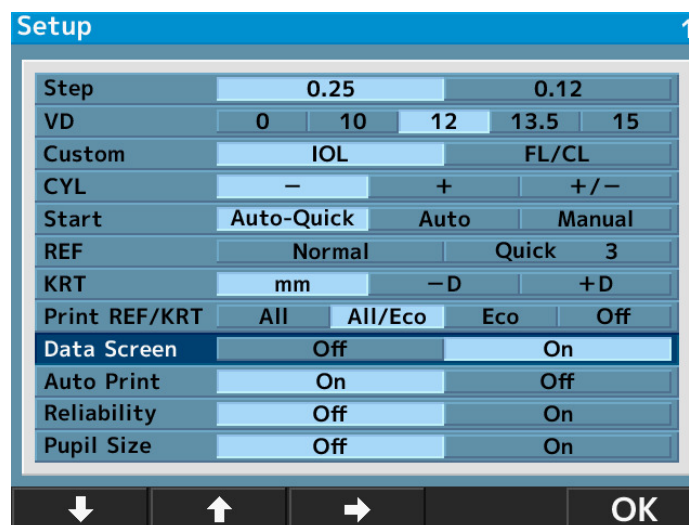 Setup
Step 0.25 0.12
VD 0 10 12 13.5 15
Custom IOL FL/CL
CYL − + +/−
Start Auto-Quick Auto Manual
REF Normal Quick 3
KRT mm −D +D
Print REF/KRT All All/Eco Eco Off
Data Screen Off On
Auto Print On Off
Reliability Off On
Pupil Size Off On
OK